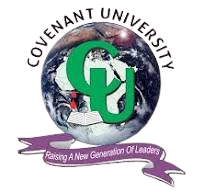 COVENANT UNIVERSITY
CU
Raising A New Generation Of Leaders